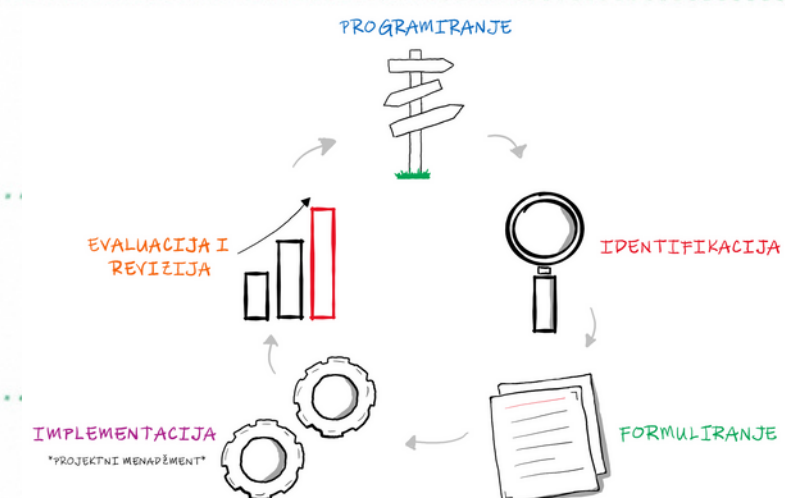 PROGRAMIRANJE
EVALUACIJA I
REVIZIJA
IDENTIFIKACIJA
IMPLEMENTACIJA
*PROJEKTNI MENADŽMENT*
FORMULIRANJE